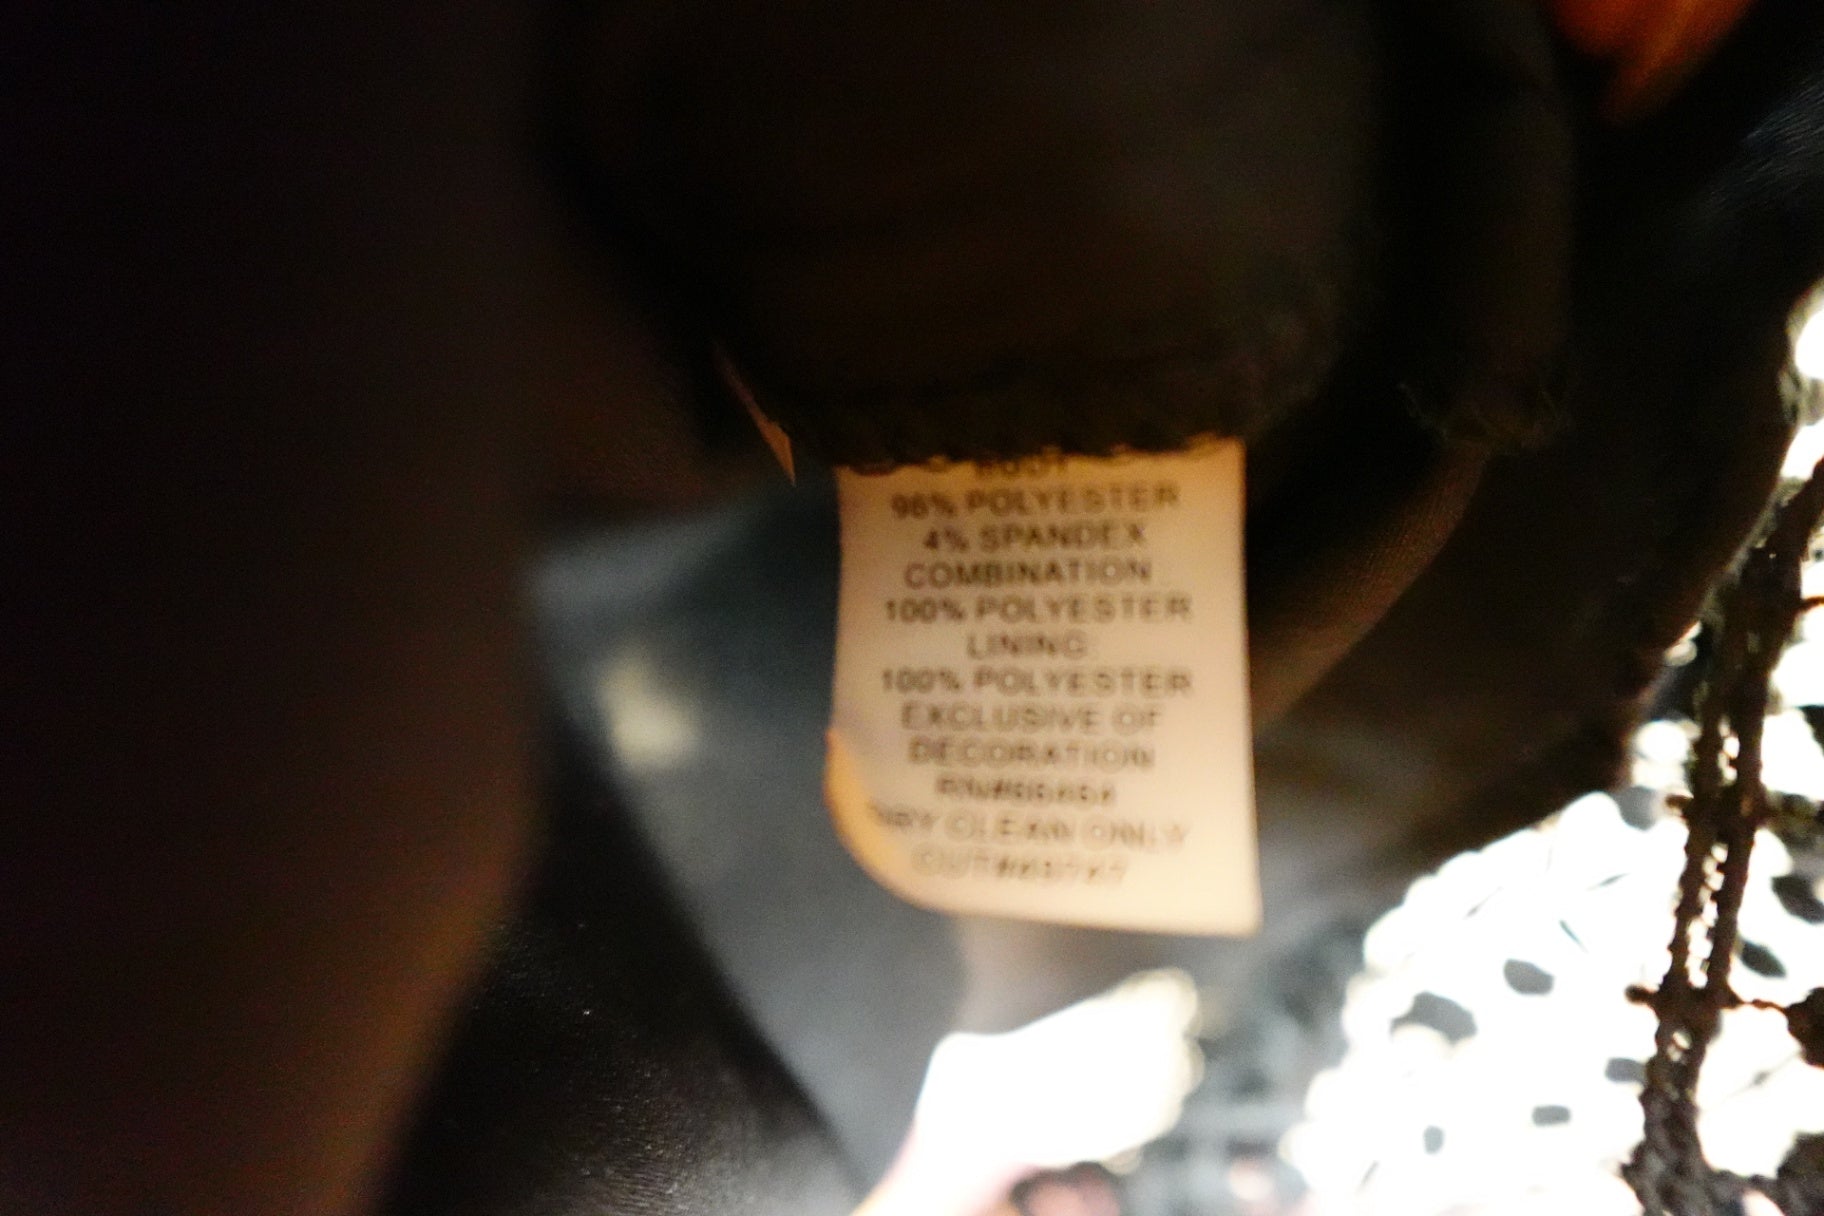 96% POLYESTER
4% SPANDEX
COMBINATION
100% POLYESTER
LINING:
100% POLYESTER
EXCLUSIVE OF
DECORATION
DRY CLEAN ONLY